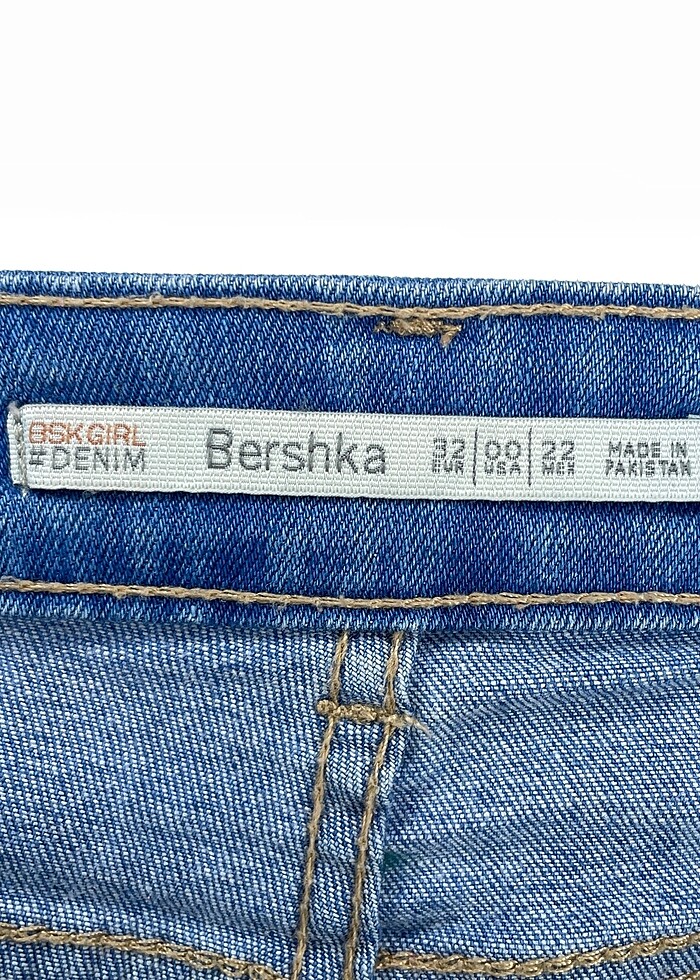 BSKGIRL
#DENIM
Bershka
32 00 22
EUR USA MEX
MADE IN
PAKISTAN